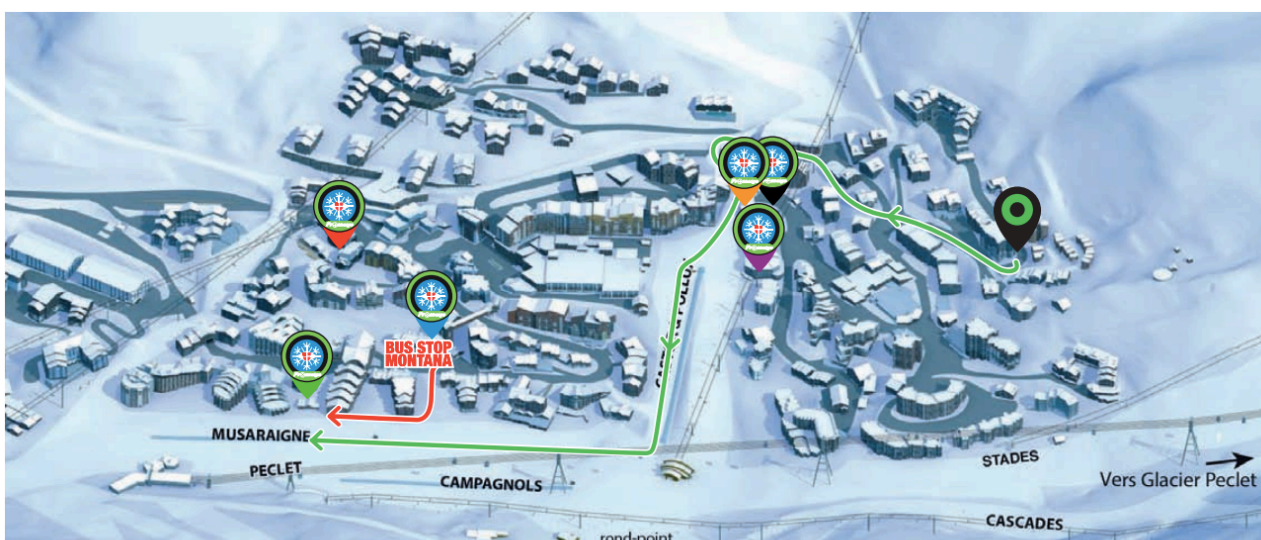 BUS STOP
MONTANA
MUSARAIGNE
PECLET
CAMPAGNOLS
STADES
Vers Glacier Peclet
CASCADES
rond-point